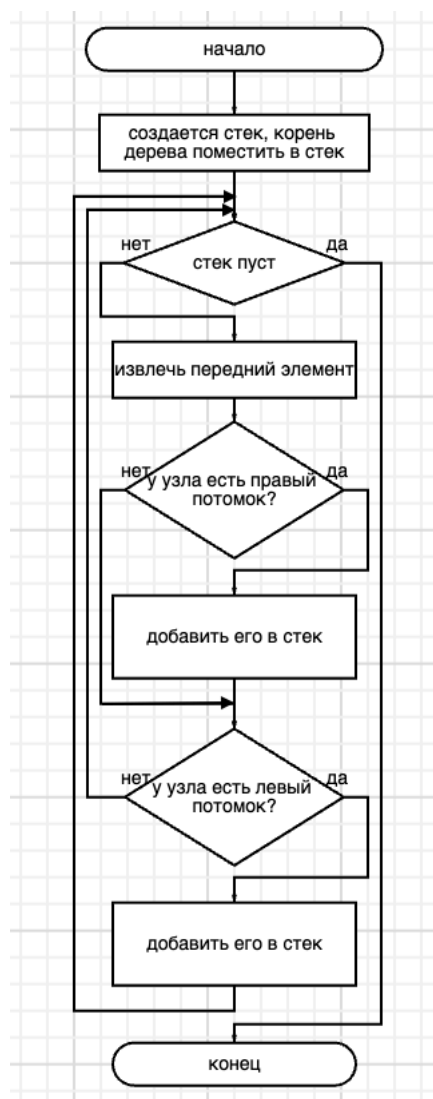 начало
создается стек, корень
дерева поместить в стек
нет
да
стек пуст
извлечь передний элемент
нет
да
у узла есть правый
потомок?
добавить его в стек
нет
да
у узла есть левый
потомок?
добавить его в стек
конец